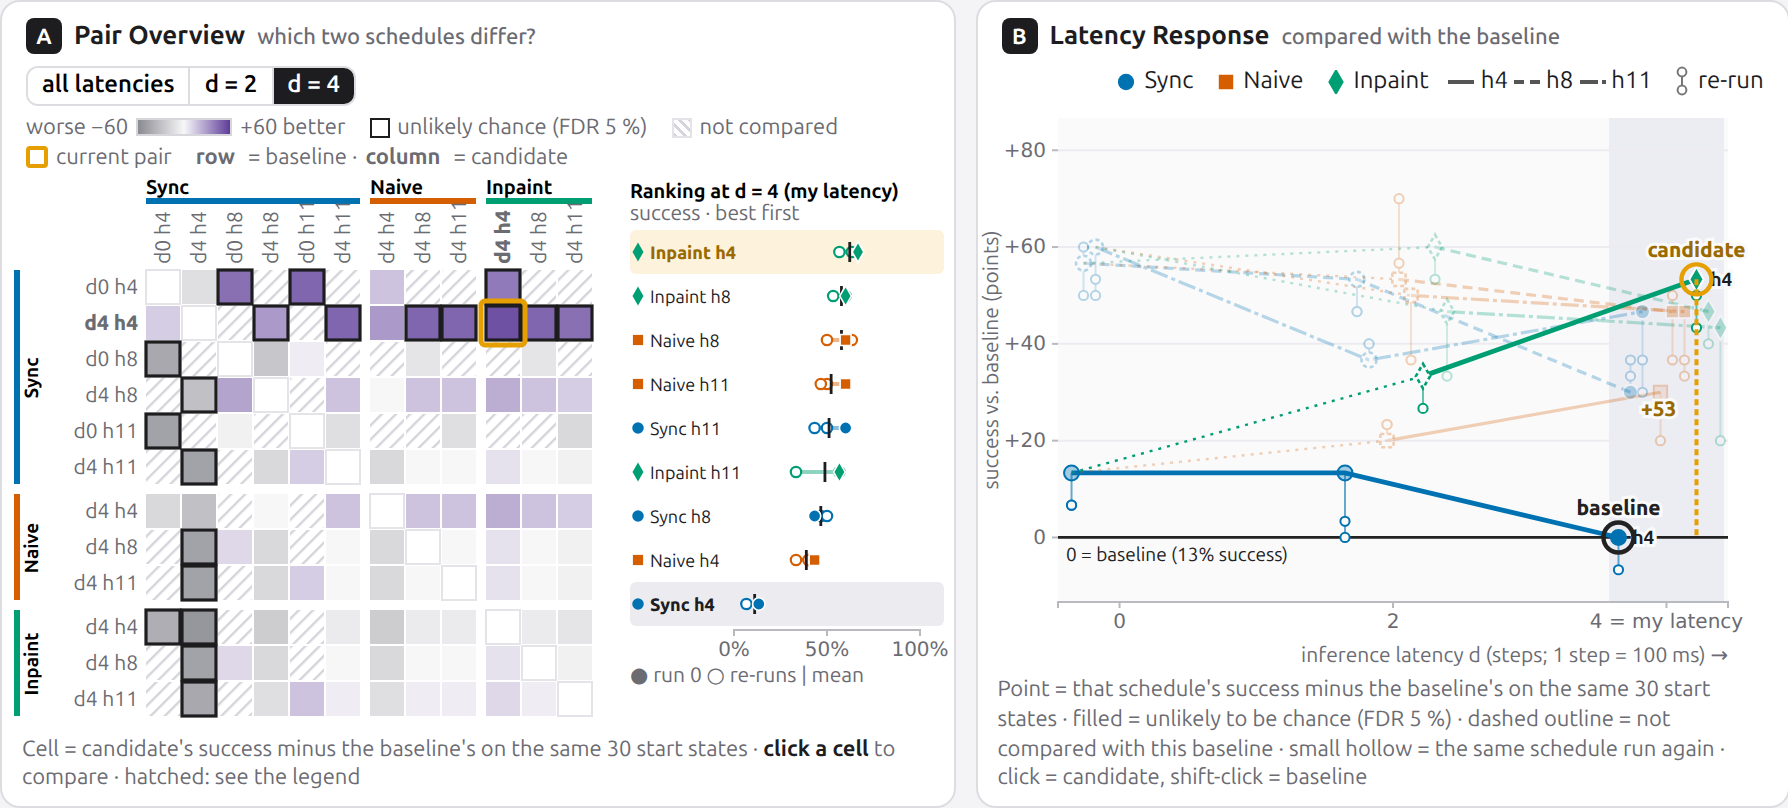 A Pair Overview which two schedules differ?
all latencies d = 2 d = 4
worse −60 +60 better unlikely chance (FDR 5 %) not compared
current pair row = baseline · column = candidate
Sync Naive Inpaint
d0 h4 d4 h4 d0 h8 d4 h8 d0 h11 d4 h11 d4 h4 d4 h8 d4 h11 d4 h4 d4 h8 d4 h11
Sync
d0 h4
d4 h4
d0 h8
d4 h8
d0 h11
d4 h11
Naive
d4 h4
d4 h8
d4 h11
Inpaint
d4 h4
d4 h8
d4 h11
Ranking at d = 4 (my latency)
success · best first
Inpaint h4
Inpaint h8
Naive h8
Naive h11
Sync h11
Inpaint h11
Sync h8
Naive h4
Sync h4
0% 50% 100%
run 0 re-runs | mean
Cell = candidate's success minus the baseline's on the same 30 start states · click a cell to
compare · hatched: see the legend
B Latency Response compared with the baseline
Sync Naive Inpaint h4 h8 h11 re-run
success vs. baseline (points)
+80
+60
+40
+20
0
candidate
h4
+53
baseline
h4
0 = baseline (13% success)
0 2 4 = my latency
inference latency d (steps; 1 step = 100 ms) →
Point = that schedule's success minus the baseline's on the same 30 start
states · filled = unlikely to be chance (FDR 5 %) · dashed outline = not
compared with this baseline · small hollow = the same schedule run again ·
click = candidate, shift-click = baseline